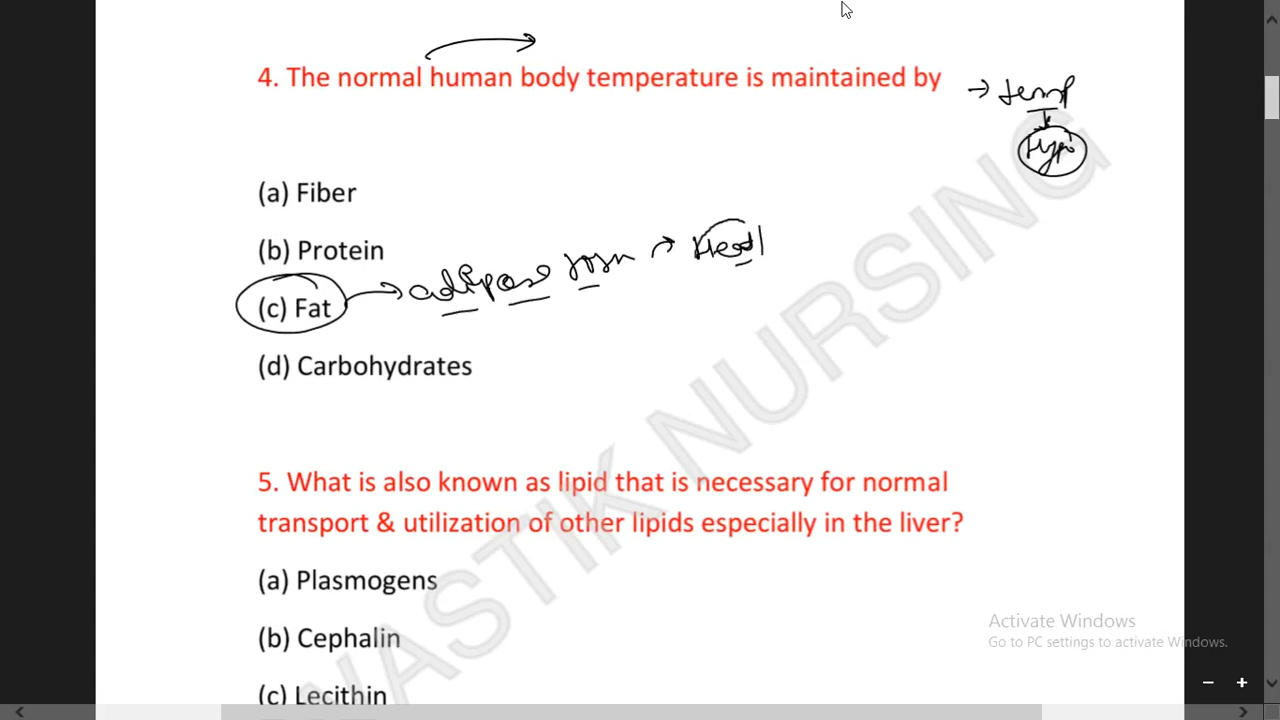 4. The normal human body temperature is maintained by
→ temp
Hypo
(a) Fiber
(b) Protein
(c) Fat → adipose → Heat
(d) Carbohydrates
5. What is also known as lipid that is necessary for normal
transport & utilization of other lipids especially in the liver?
(a) Plasmogens
(b) Cephalin
(c) Lecithin
VASTIK NURSING
Activate Windows
Go to PC settings to activate Windows.